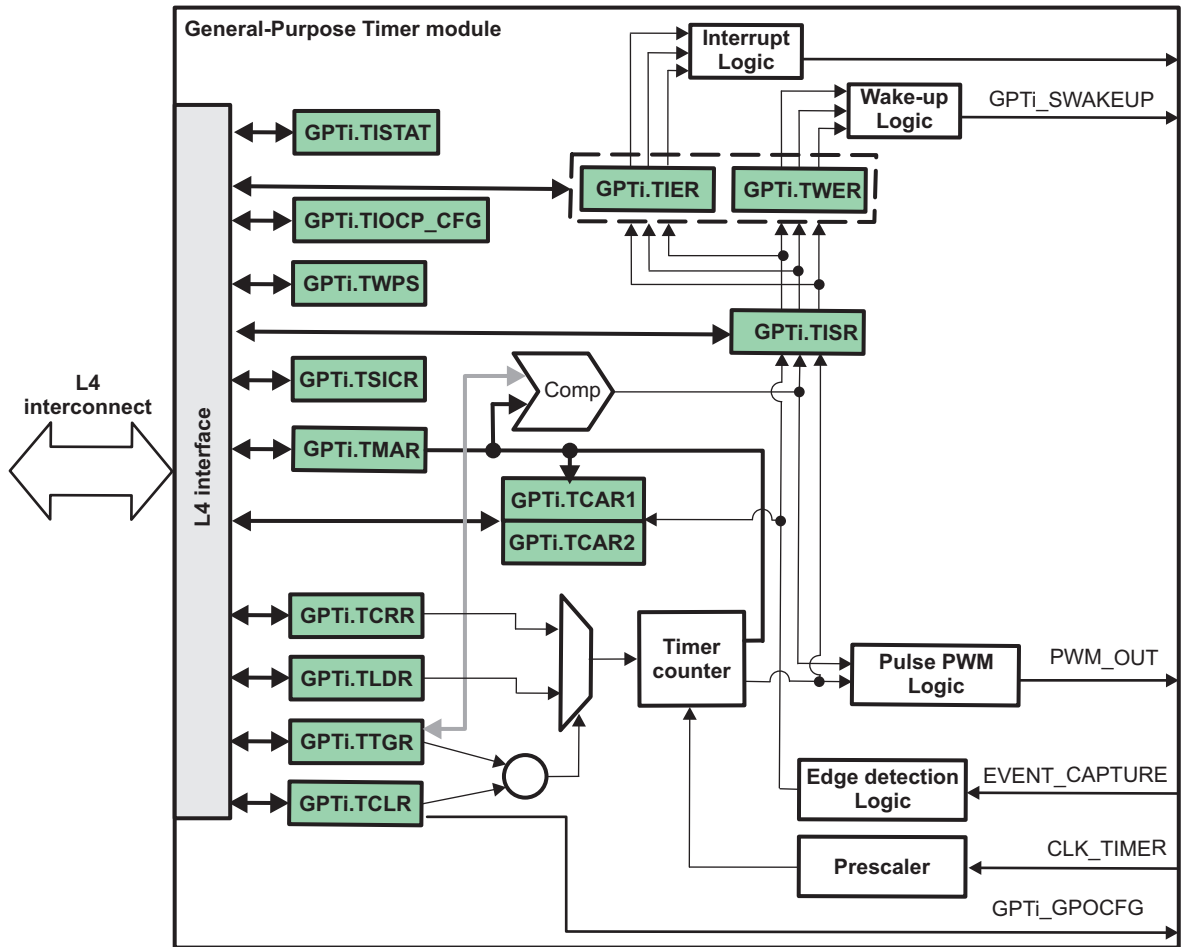 General-Purpose Timer module
Interrupt
Logic
Wake-up
Logic
GPTi_SWAKEUP
GPTi.TISTAT
GPTi.TIER
GPTi.TWER
GPTi.TIOCP_CFG
GPTi.TWPS
GPTi.TISR
L4
interconnect
L4 interface
GPTi.TSICR
Comp
GPTi.TMAR
GPTi.TCAR1
GPTi.TCAR2
GPTi.TCRR
Timer
counter
GPTi.TLDR
Pulse PWM
Logic
PWM_OUT
GPTi.TTGR
GPTi.TCLR
Edge detection
Logic
EVENT_CAPTURE
Prescaler
CLK_TIMER
GPTi_GPOCFG